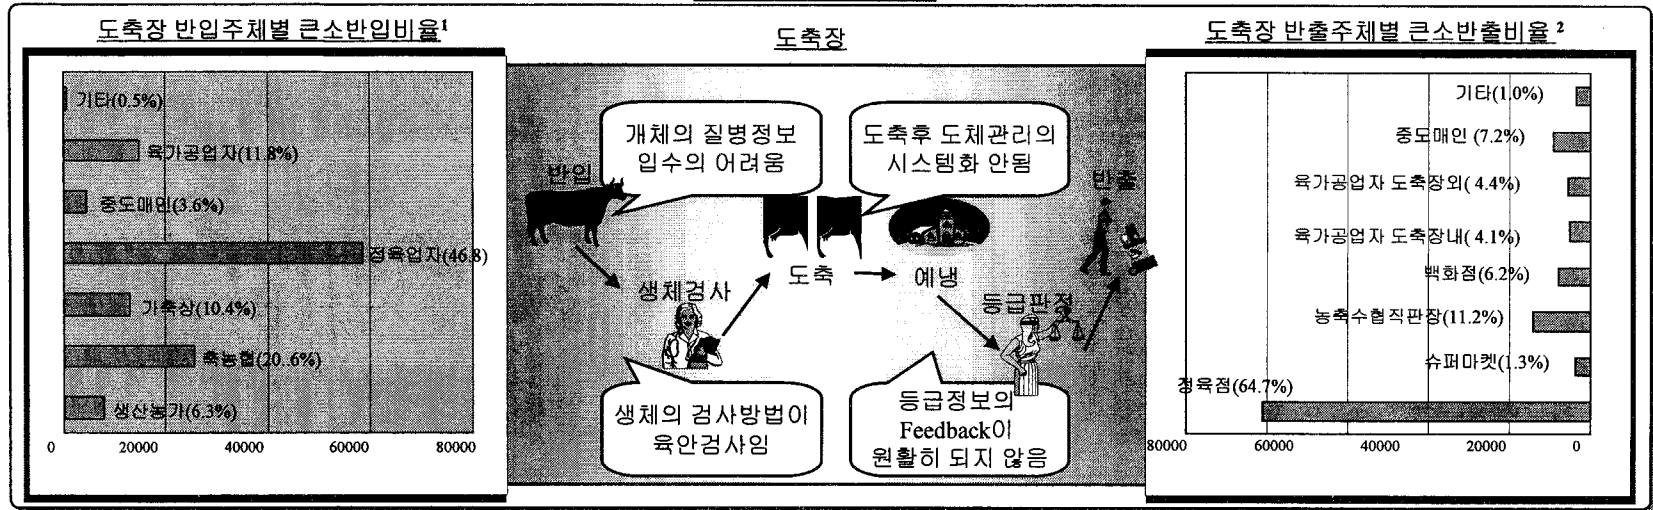 도축장 반입주체별 큰소반입비율1
기타(0.5%)
육가공업자(11.8%)
중도매인(3.6%)
정육업자(46.8)
가축상(10.4%)
축농협(20..6%)
생산농가(6.3%)
0 20000 40000 60000 80000
도축장
개체의 질병정보
입수의 어려움
도축후 도체관리의
시스템화 안됨
반입
반출
도축
예냉
생체검사
등급판정
생체의 검사방법이
육안검사임
등급정보의
Feedback이
원활히 되지 않음
도축장 반출주체별 큰소반출비율 2
기타(1.0%)
중도매인 (7.2%)
육가공업자 도축장외( 4.4%)
육가공업자 도축장내( 4.1%)
백화점(6.2%)
농축수협직판장(11.2%)
슈퍼마켓(1.3%)
정육점(64.7%)
80000 60000 40000 20000 0